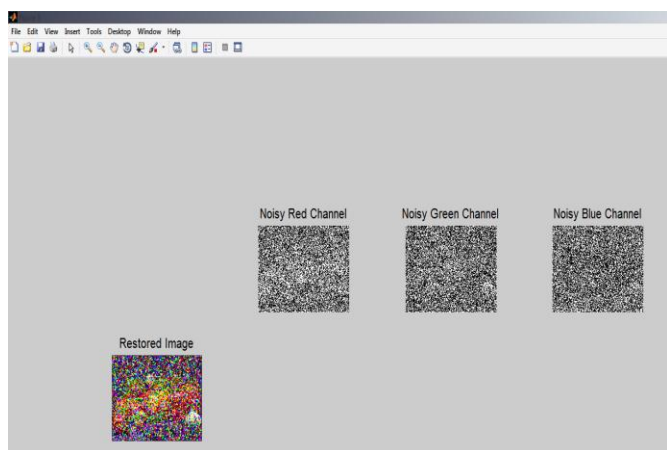 File Edit View Insert Tools Desktop Window Help
Noisy Red Channel Noisy Green Channel Noisy Blue Channel
Restored Image